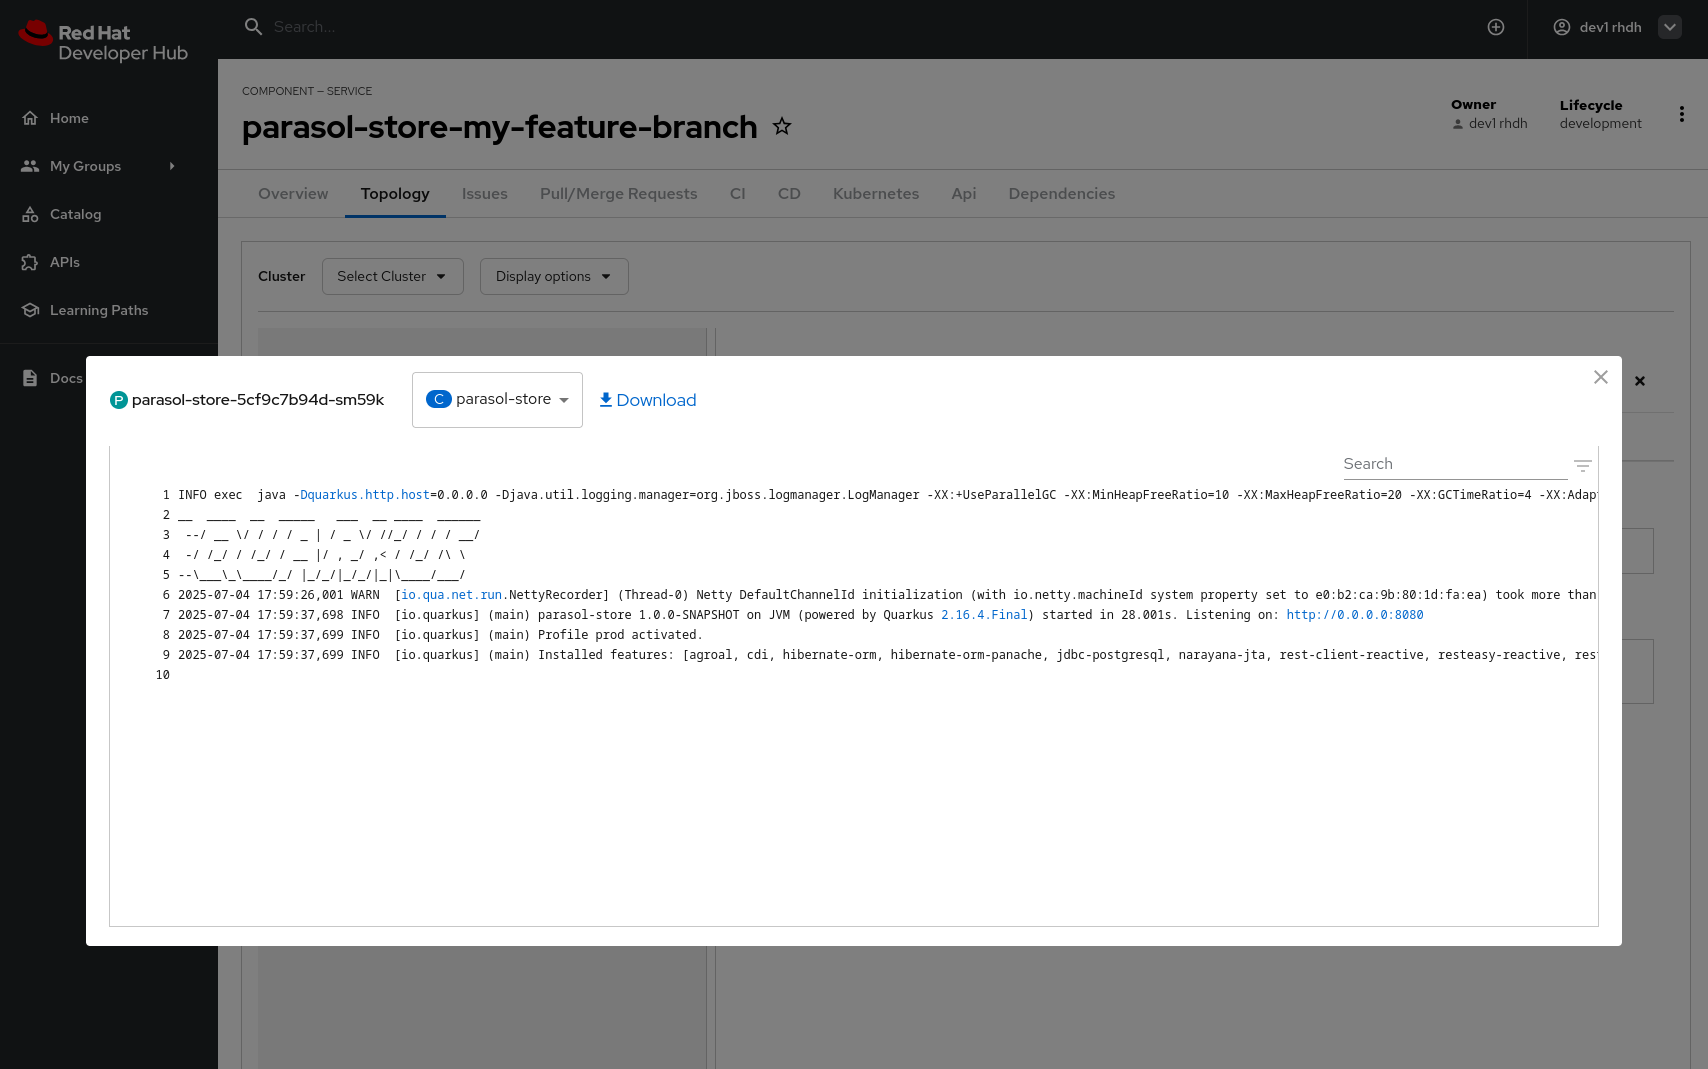 Red Hat
Developer Hub
Search...
dev1 rhdh
Home
My Groups
Catalog
APIs
Learning Paths
Docs
COMPONENT — SERVICE
parasol-store-my-feature-branch
Owner
dev1 rhdh
Lifecycle
development
Overview Topology Issues Pull/Merge Requests CI CD Kubernetes Api Dependencies
Cluster Select Cluster Display options
P parasol-store-5cf9c7b94d-sm59k C parasol-store Download
Search
1 INFO exec  java -Dquarkus.http.host=0.0.0.0 -Djava.util.logging.manager=org.jboss.logmanager.LogManager -XX:+UseParallelGC -XX:MinHeapFreeRatio=10 -XX:MaxHeapFreeRatio=20 -XX:GCTimeRatio=4 -XX:Adap
2 __  ____  __  _____   ___  __ ____  ______
3  --/ __ \/ / / / _ | / _ \/ //_/ / / / __/
4  -/ /_/ / /_/ / __ |/ , _/ ,< / /_/ /\ \
5 --\___\_\____/_/ |_/_/|_/_/|_|\____/___/
6 2025-07-04 17:59:26,001 WARN  [io.qua.net.run.NettyRecorder] (Thread-0) Netty DefaultChannelId initialization (with io.netty.machineId system property set to e0:b2:ca:9b:80:1d:fa:ea) took more than
7 2025-07-04 17:59:37,698 INFO  [io.quarkus] (main) parasol-store 1.0.0-SNAPSHOT on JVM (powered by Quarkus 2.16.4.Final) started in 28.001s. Listening on: http://0.0.0.0:8080
8 2025-07-04 17:59:37,699 INFO  [io.quarkus] (main) Profile prod activated.
9 2025-07-04 17:59:37,699 INFO  [io.quarkus] (main) Installed features: [agroal, cdi, hibernate-orm, hibernate-orm-panache, jdbc-postgresql, narayana-jta, rest-client-reactive, resteasy-reactive, res
10